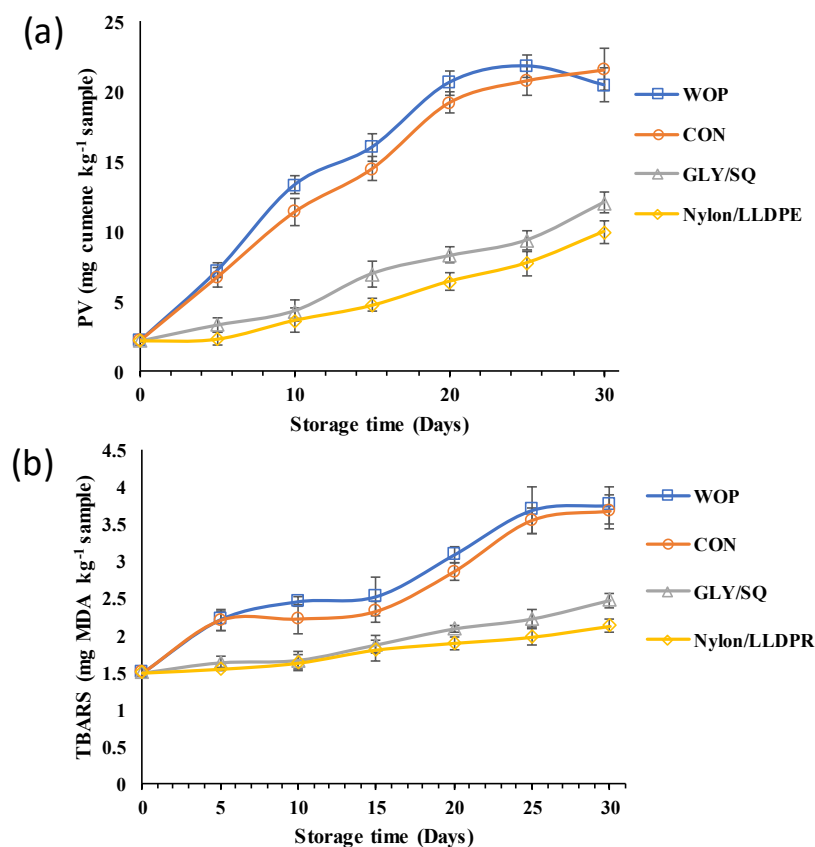 (a)
25
20
15
10
5
0
0
10
20
30
PV (mg cumene kg⁻¹ sample)
Storage time (Days)
WOP
CON
GLY/SQ
Nylon/LLDPE
(b)
4.5
4
3.5
3
2.5
2
1.5
1
0.5
0
0
5
10
15
20
25
30
TBARS (mg MDA kg⁻¹ sample)
Storage time (Days)
WOP
CON
GLY/SQ
Nylon/LLDPR